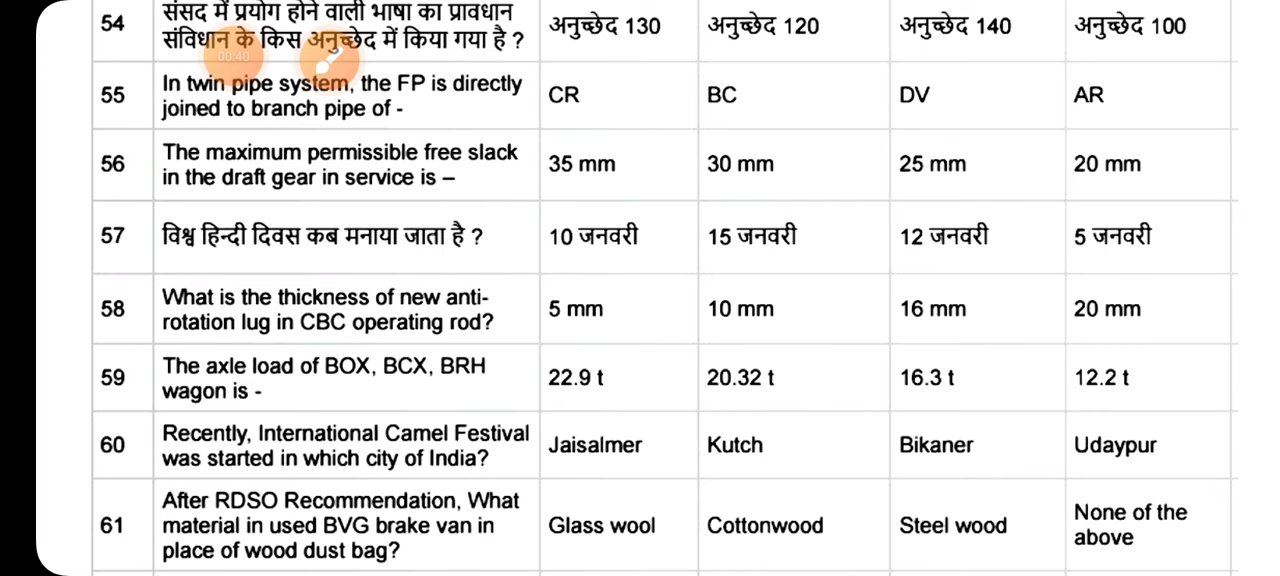 54
संसद में प्रयोग होने वाली भाषा का प्रावधान
संविधान के किस अनुच्छेद में किया गया है ?
अनुच्छेद 130
अनुच्छेद 120
अनुच्छेद 140
अनुच्छेद 100
00:40
55
In twin pipe system, the FP is directly
joined to branch pipe of -
CR
BC
DV
AR
56
The maximum permissible free slack
in the draft gear in service is –
35 mm
30 mm
25 mm
20 mm
57
विश्व हिन्दी दिवस कब मनाया जाता है ?
10 जनवरी
15 जनवरी
12 जनवरी
5 जनवरी
58
What is the thickness of new anti-
rotation lug in CBC operating rod?
5 mm
10 mm
16 mm
20 mm
59
The axle load of BOX, BCX, BRH
wagon is -
22.9 t
20.32 t
16.3 t
12.2 t
60
Recently, International Camel Festival
was started in which city of India?
Jaisalmer
Kutch
Bikaner
Udaypur
61
After RDSO Recommendation, What
material in used BVG brake van in
place of wood dust bag?
Glass wool
Cottonwood
Steel wood
None of the
above